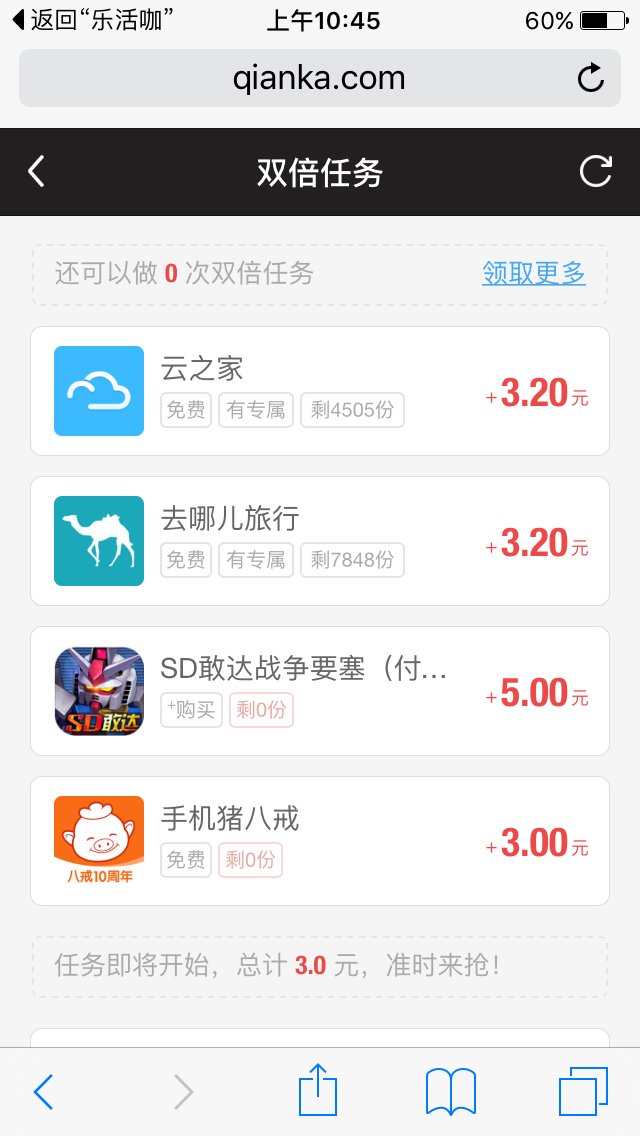 返回“乐活咖”
上午10:45
60%
qianka.com
双倍任务
还可以做 0 次双倍任务
领取更多
云之家
免费 有专属 剩4505份
+3.20元
去哪儿旅行
免费 有专属 剩7848份
+3.20元
SD敢达
SD敢达战争要塞（付...
+购买 剩0份
+5.00元
八戒10周年
手机猪八戒
免费 剩0份
+3.00元
任务即将开始，总计 3.0 元，准时来抢！